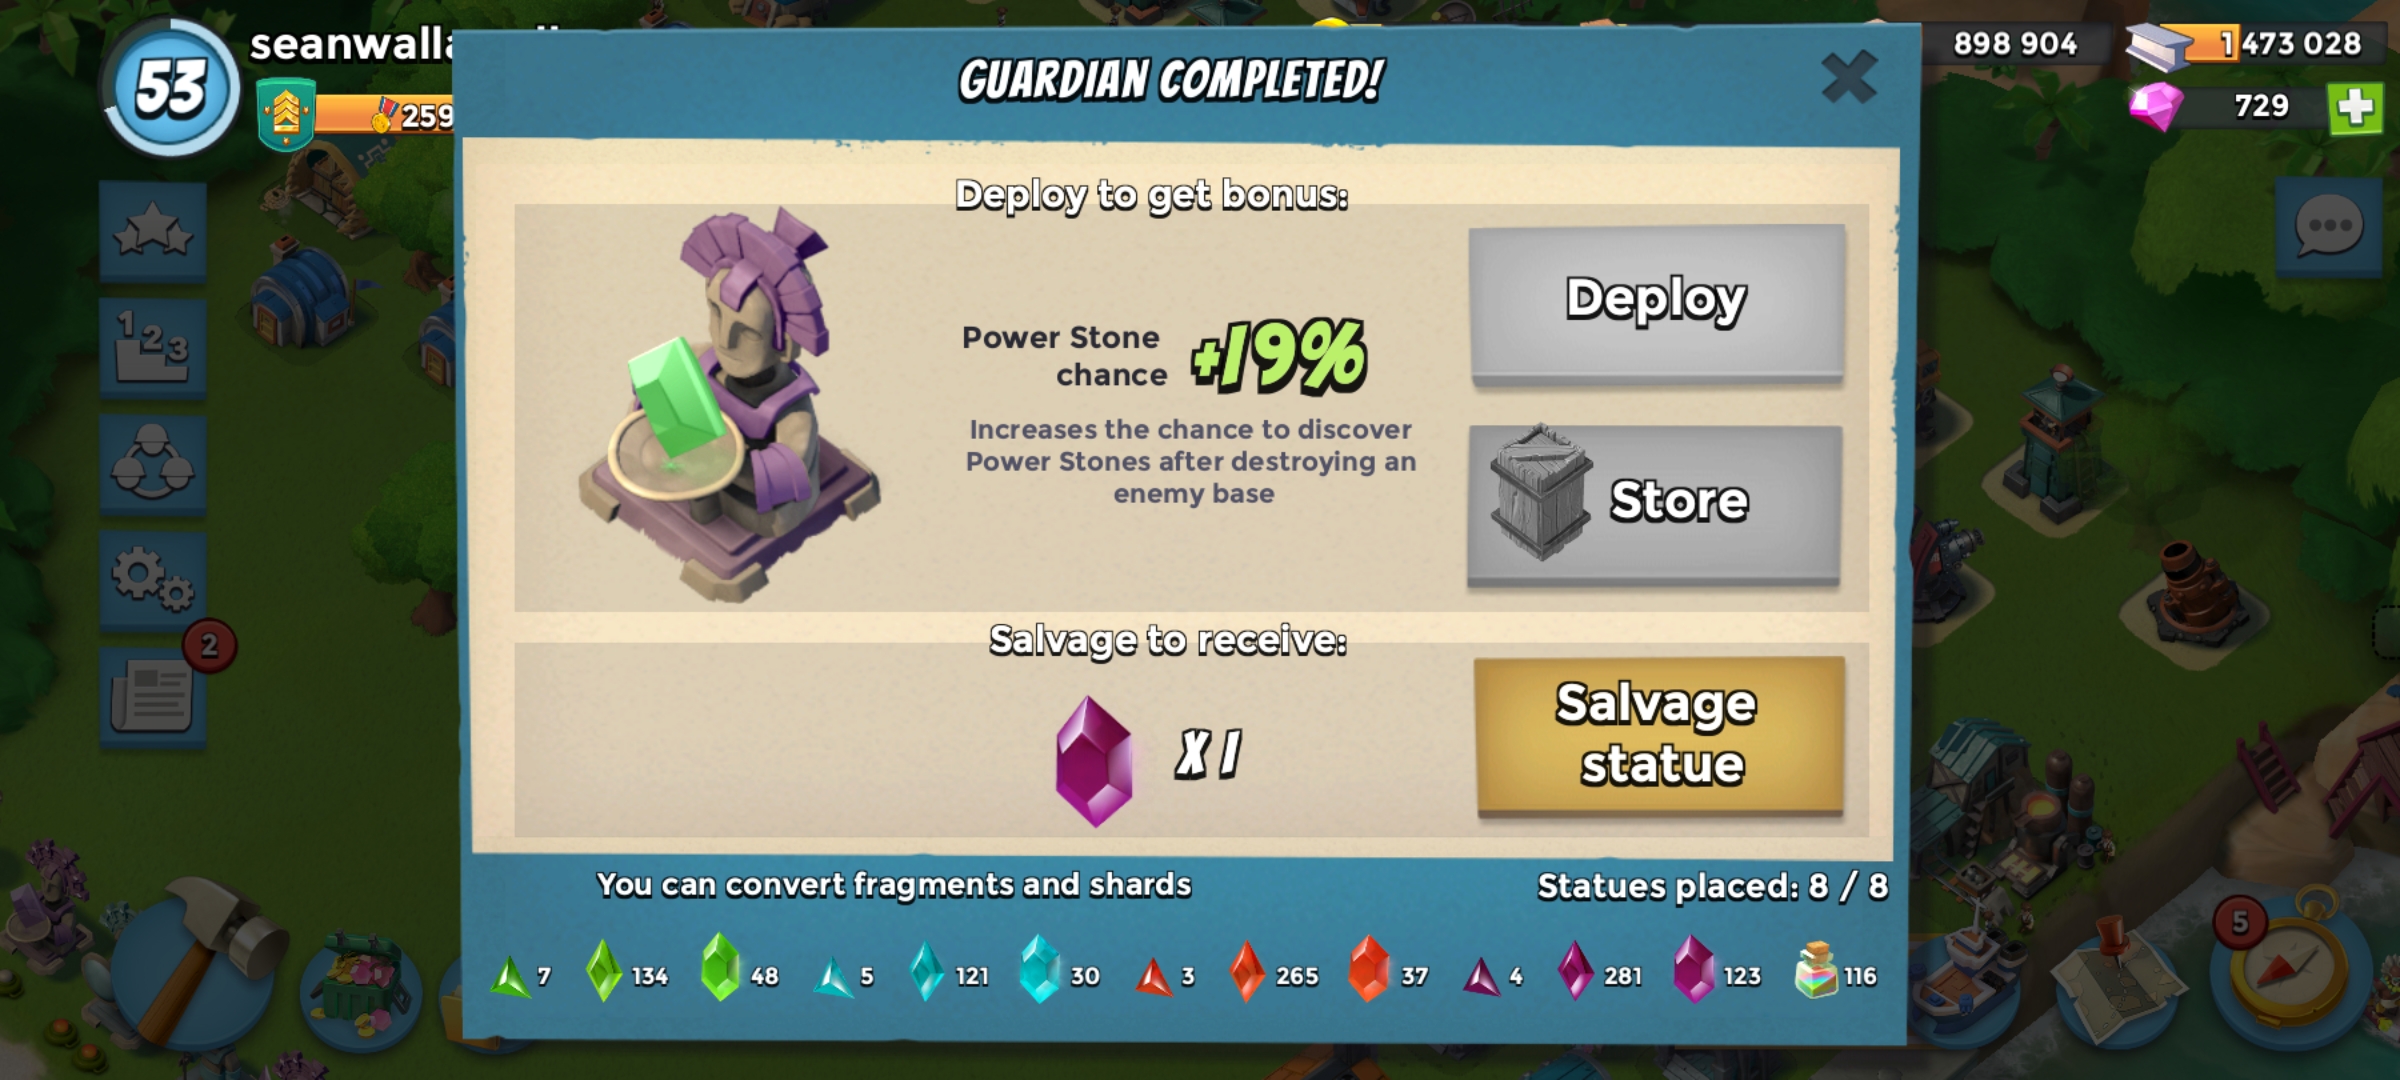 53
259
GUARDIAN COMPLETED!
898 904
1 473 028
729
Deploy to get bonus:
Power Stone
chance
+19%
Increases the chance to discover
Power Stones after destroying an
enemy base
Deploy
Store
1 2 3
2
Salvage to receive:
X 1
Salvage
statue
You can convert fragments and shards
Statues placed: 8 / 8
7
134
48
5
121
30
3
265
37
4
281
123
116
5